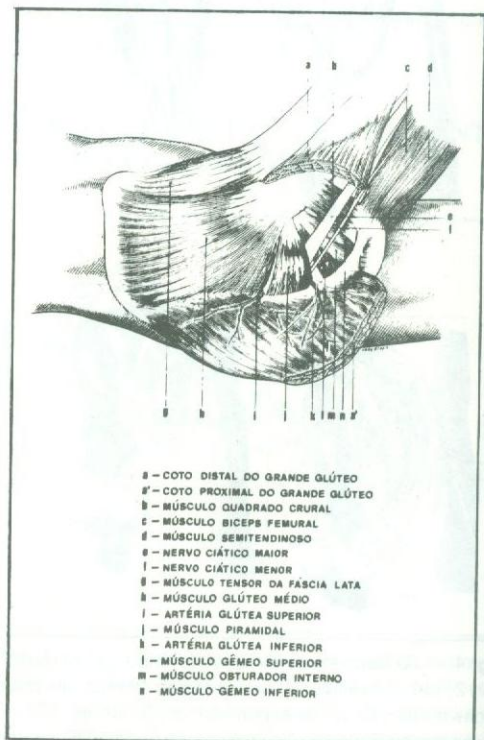 a b c d
e
f
g h i j k l m n a'
a – COTO DISTAL DO GRANDE GLÚTEO
a' – COTO PROXIMAL DO GRANDE GLÚTEO
b – MÚSCULO QUADRADO CRURAL
c – MÚSCULO BICEPS FEMURAL
d – MÚSCULO SEMITENDINOSO
e – NERVO CIÁTICO MAIOR
f – NERVO CIÁTICO MENOR
g – MÚSCULO TENSOR DA FÁSCIA LATA
h – MÚSCULO GLÚTEO MÉDIO
i – ARTÉRIA GLÚTEA SUPERIOR
j – MÚSCULO PIRAMIDAL
k – ARTÉRIA GLÚTEA INFERIOR
l – MÚSCULO GÊMEO SUPERIOR
m – MÚSCULO OBTURADOR INTERNO
n – MÚSCULO GÊMEO INFERIOR